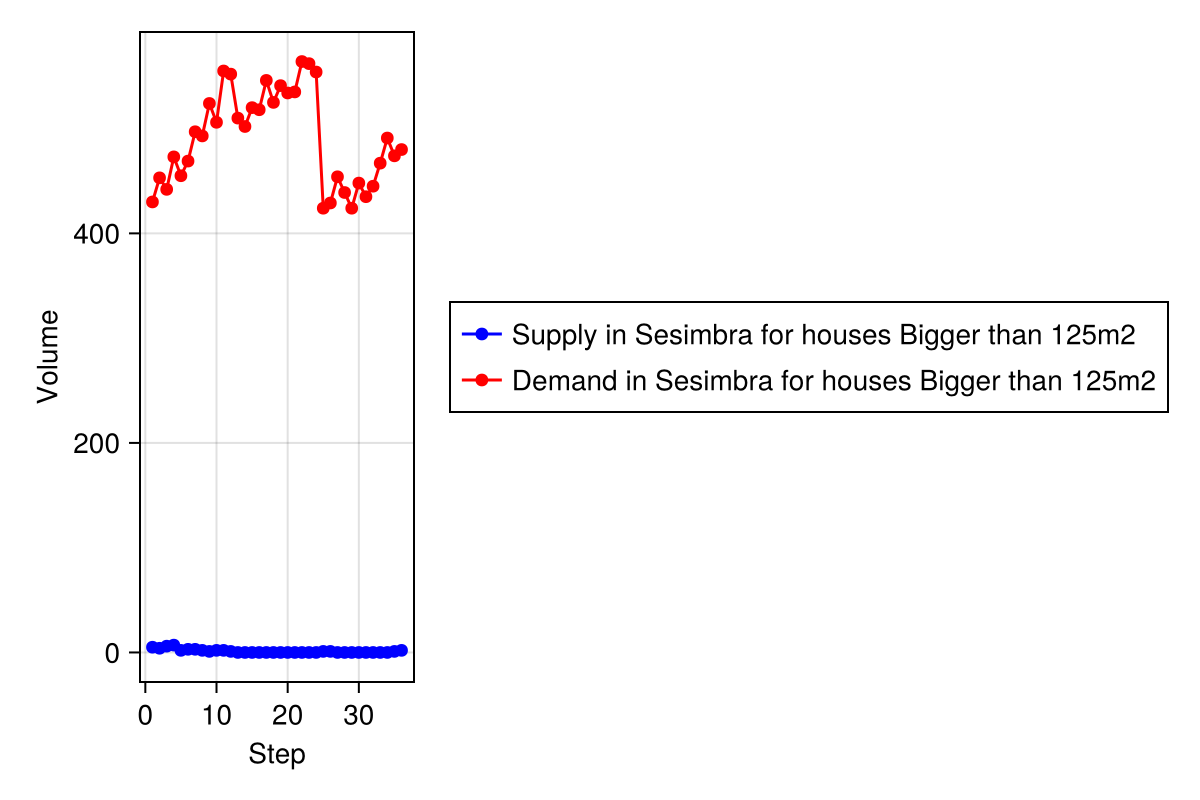 400
200
0
0 10 20 30
Volume
Step
Supply in Sesimbra for houses Bigger than 125m2
Demand in Sesimbra for houses Bigger than 125m2